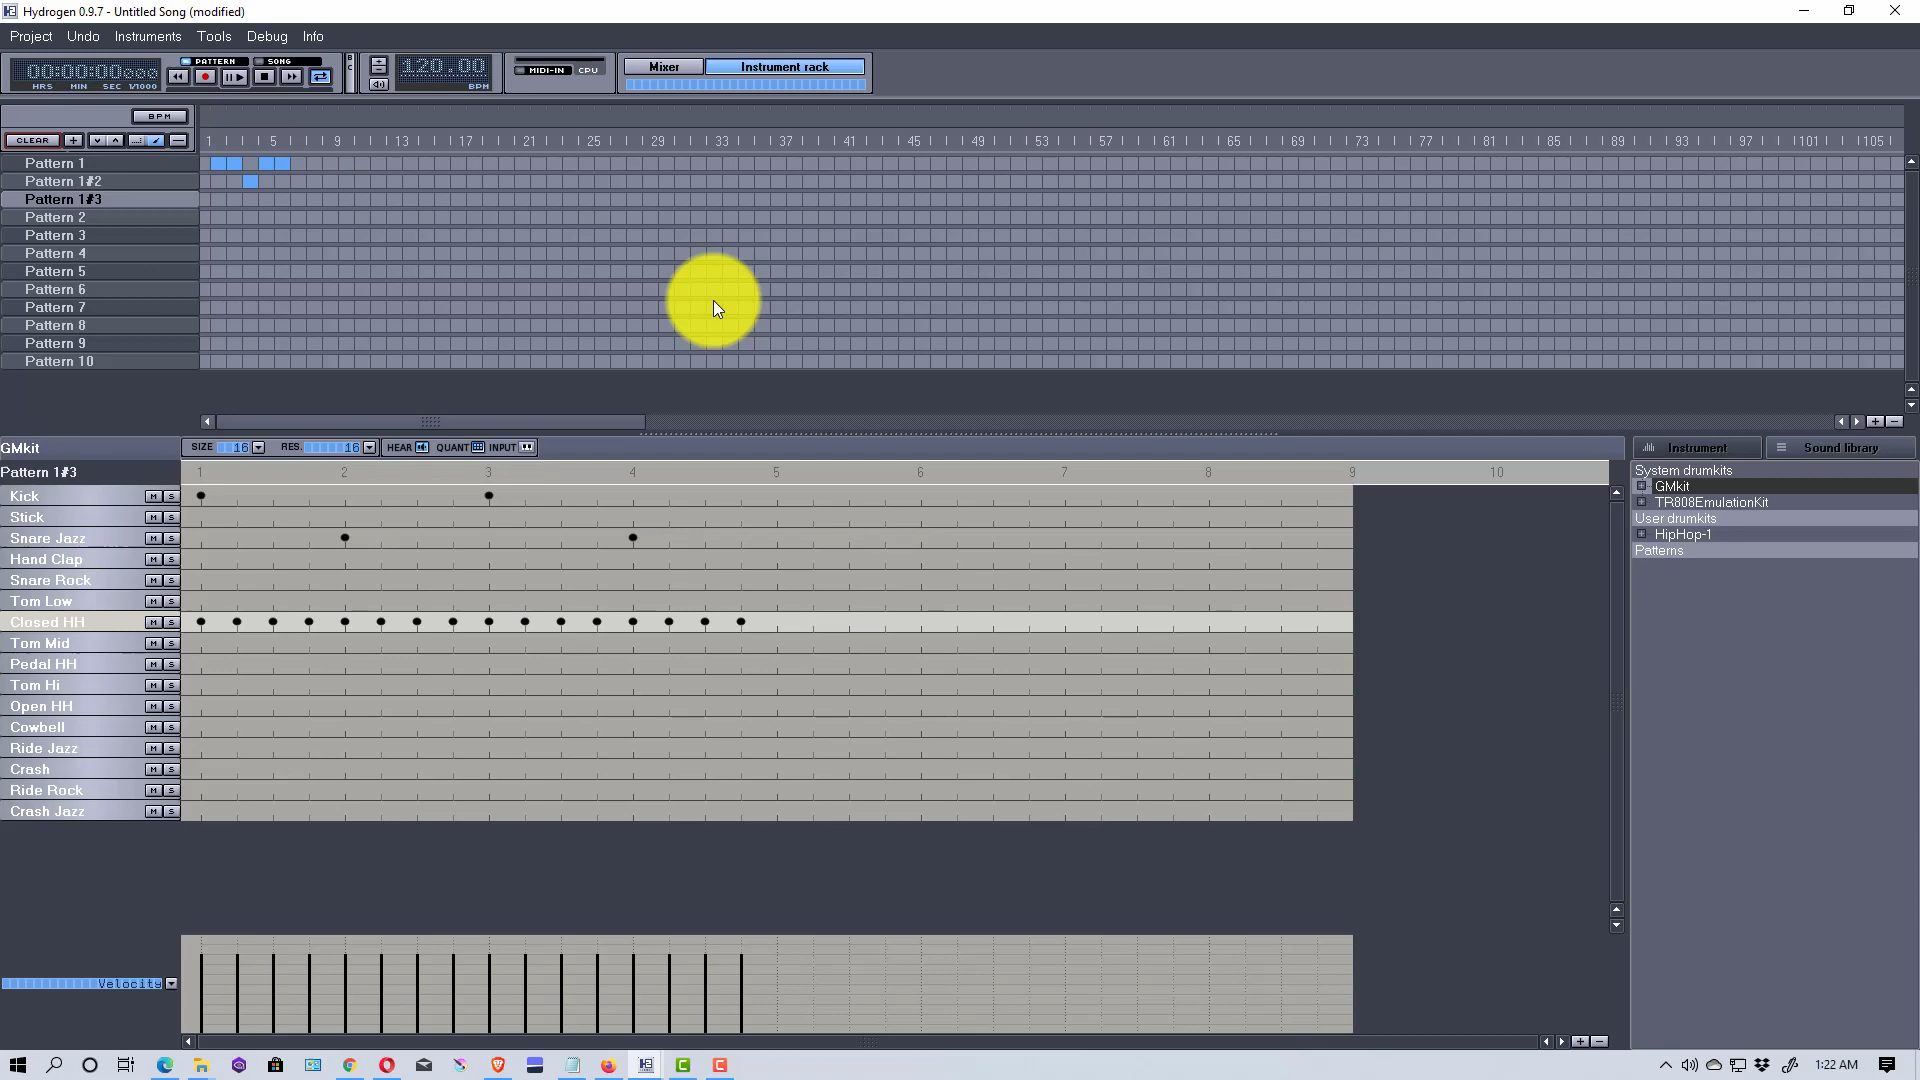 Hydrogen 0.9.7 - Untitled Song (modified)
Project Undo Instruments Tools Debug Info
PATTERN SONG
00:00:00:000
HRS MIN SEC 1/1000
B C
120.00
BPM
MIDI-IN CPU
Mixer Instrument rack
BPM
CLEAR
1 5 9 13 17 21 25 29 33 37 41 45 49 53 57 61 65 69 73 77 81 85 89 93 97 101 105
Pattern 1
Pattern 1#2
Pattern 1#3
Pattern 2
Pattern 3
Pattern 4
Pattern 5
Pattern 6
Pattern 7
Pattern 8
Pattern 9
Pattern 10
GMkit SIZE 16 RES. 16 HEAR QUANT INPUT
Instrument Sound library
Pattern 1#3
1 2 3 4 5 6 7 8 9 10
Kick M S
Stick M S
Snare Jazz M S
Hand Clap M S
Snare Rock M S
Tom Low M S
Closed HH M S
Tom Mid M S
Pedal HH M S
Tom Hi M S
Open HH M S
Cowbell M S
Ride Jazz M S
Crash M S
Ride Rock M S
Crash Jazz M S
System drumkits
GMkit
TR808EmulationKit
User drumkits
HipHop-1
Patterns
Velocity
1:22 AM